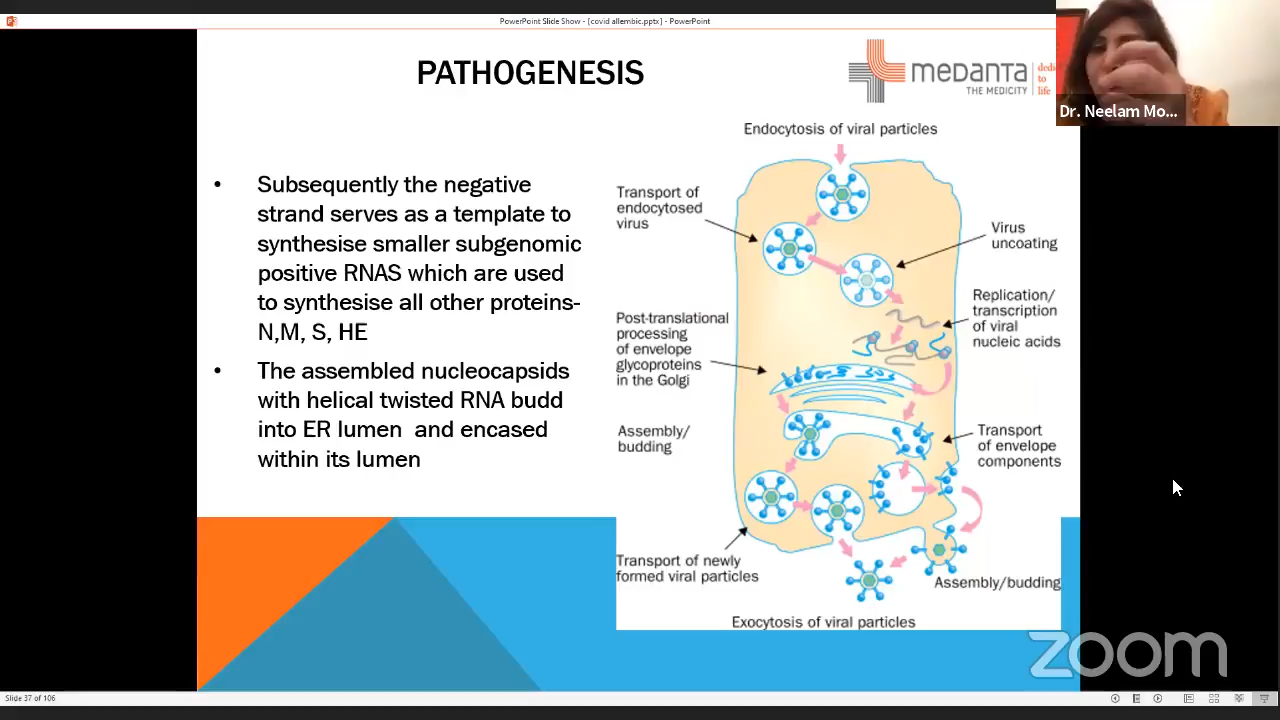 PowerPoint Slide Show - [covid allembic.pptx] - PowerPoint
PATHOGENESIS
medanta
THE MEDICITY
to
life
Dr. Neelam Mo...
• Subsequently the negative
strand serves as a template to
synthesise smaller subgenomic
positive RNAS which are used
to synthesise all other proteins-
N,M, S, HE
• The assembled nucleocapsids
with helical twisted RNA budd
into ER lumen and encased
within its lumen
Endocytosis of viral particles
Transport of
endocytosed
virus
Virus
uncoating
Replication/
transcription
of viral
nucleic acids
Post-translational
processing
of envelope
glycoproteins
in the Golgi
Assembly/
budding
Transport
of envelope
components
Transport of newly
formed viral particles
Assembly/budding
Exocytosis of viral particles
zoom
Slide 37 of 106